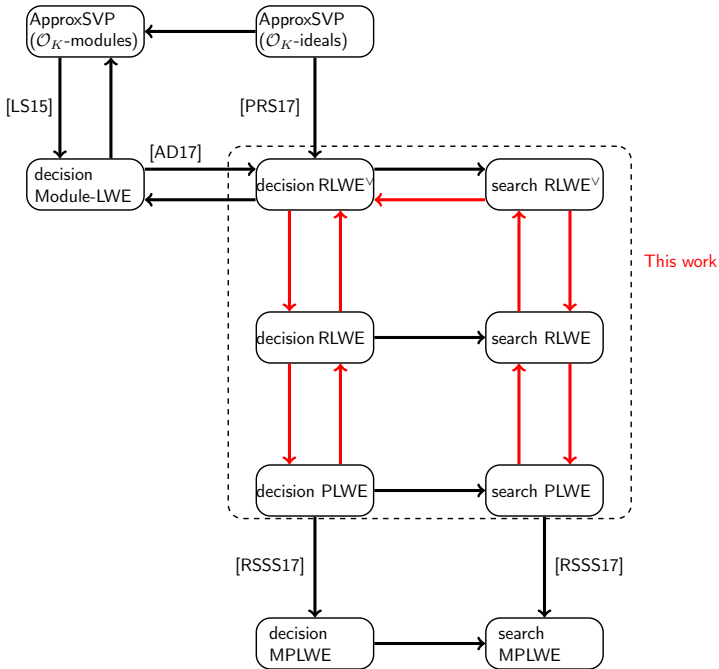 ApproxSVP
(𝒪_K-modules)
ApproxSVP
(𝒪_K-ideals)
[LS15]
[PRS17]
[AD17]
decision
Module-LWE
decision RLWE^∨
search RLWE^∨
This work
decision RLWE
search RLWE
decision PLWE
search PLWE
[RSSS17]
[RSSS17]
decision
MPLWE
search
MPLWE